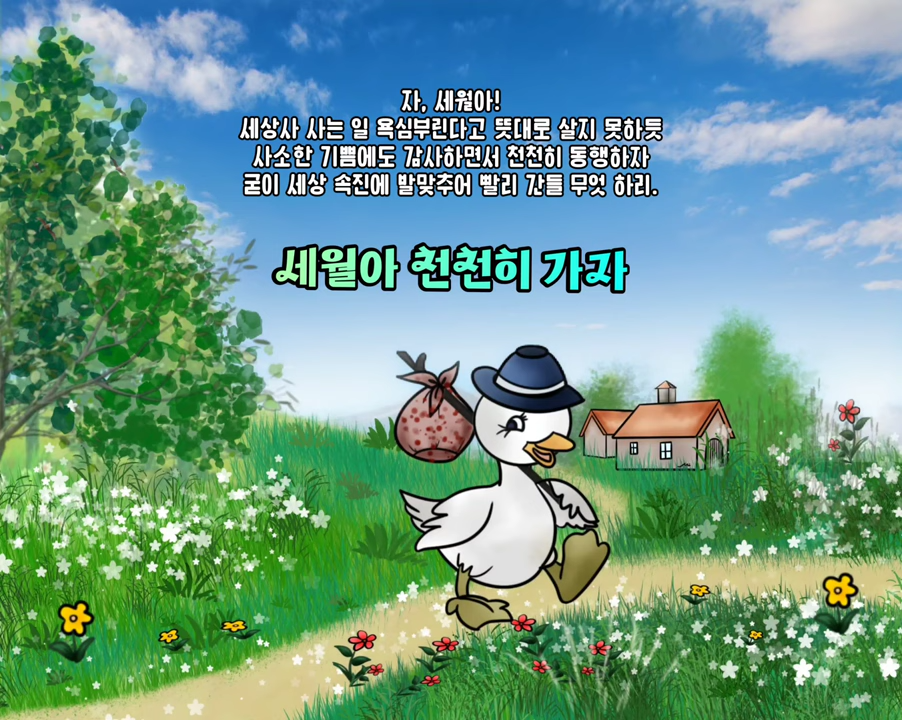 자, 세월아!
세상사 사는 일 욕심부린다고 뜻대로 살지 못하듯
사소한 기쁨에도 감사하면서 천천히 동행하자
굳이 세상 속진에 발맞추어 빨리 간들 무엇 하리.
세월아 천천히 가자